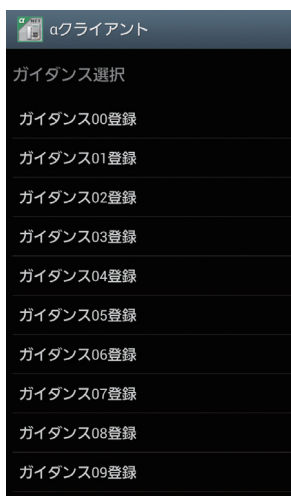 αクライアント
ガイダンス選択
ガイダンス00登録
ガイダンス01登録
ガイダンス02登録
ガイダンス03登録
ガイダンス04登録
ガイダンス05登録
ガイダンス06登録
ガイダンス07登録
ガイダンス08登録
ガイダンス09登録